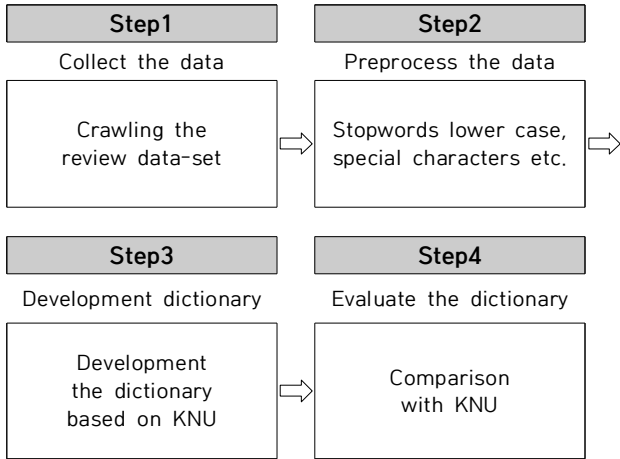 Step1
Collect the data
Crawling the
review data-set
Step2
Preprocess the data
Stopwords lower case,
special characters etc.
Step3
Development dictionary
Development
the dictionary
based on KNU
Step4
Evaluate the dictionary
Comparison
with KNU